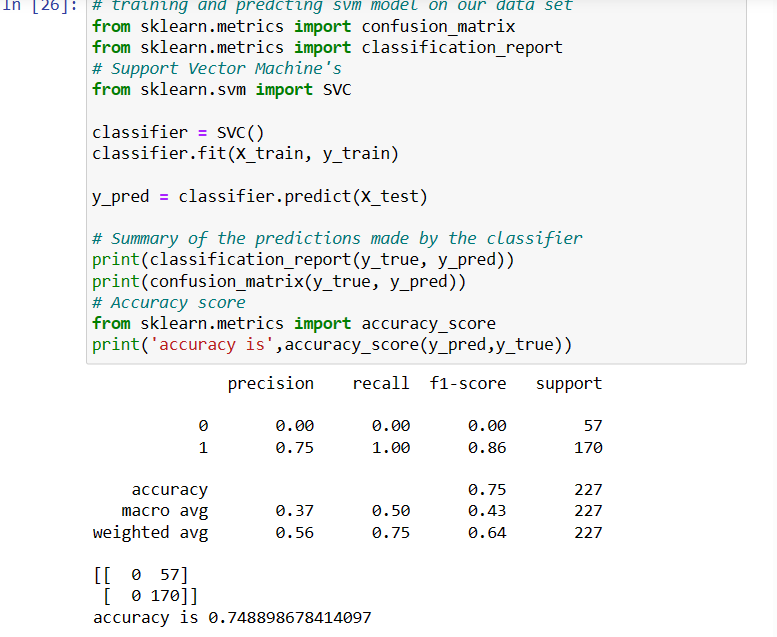 In [26]: # training and predcting svm model on our data set
from sklearn.metrics import confusion_matrix
from sklearn.metrics import classification_report
# Support Vector Machine's
from sklearn.svm import SVC
classifier = SVC()
classifier.fit(X_train, y_train)
y_pred = classifier.predict(X_test)
# Summary of the predictions made by the classifier
print(classification_report(y_true, y_pred))
print(confusion_matrix(y_true, y_pred))
# Accuracy score
from sklearn.metrics import accuracy_score
print('accuracy is',accuracy_score(y_pred,y_true))
precision recall f1-score support
0 0.00 0.00 0.00 57
1 0.75 1.00 0.86 170
accuracy 0.75 227
macro avg 0.37 0.50 0.43 227
weighted avg 0.56 0.75 0.64 227
[[ 0 57]
[ 0 170]]
accuracy is 0.748898678414097